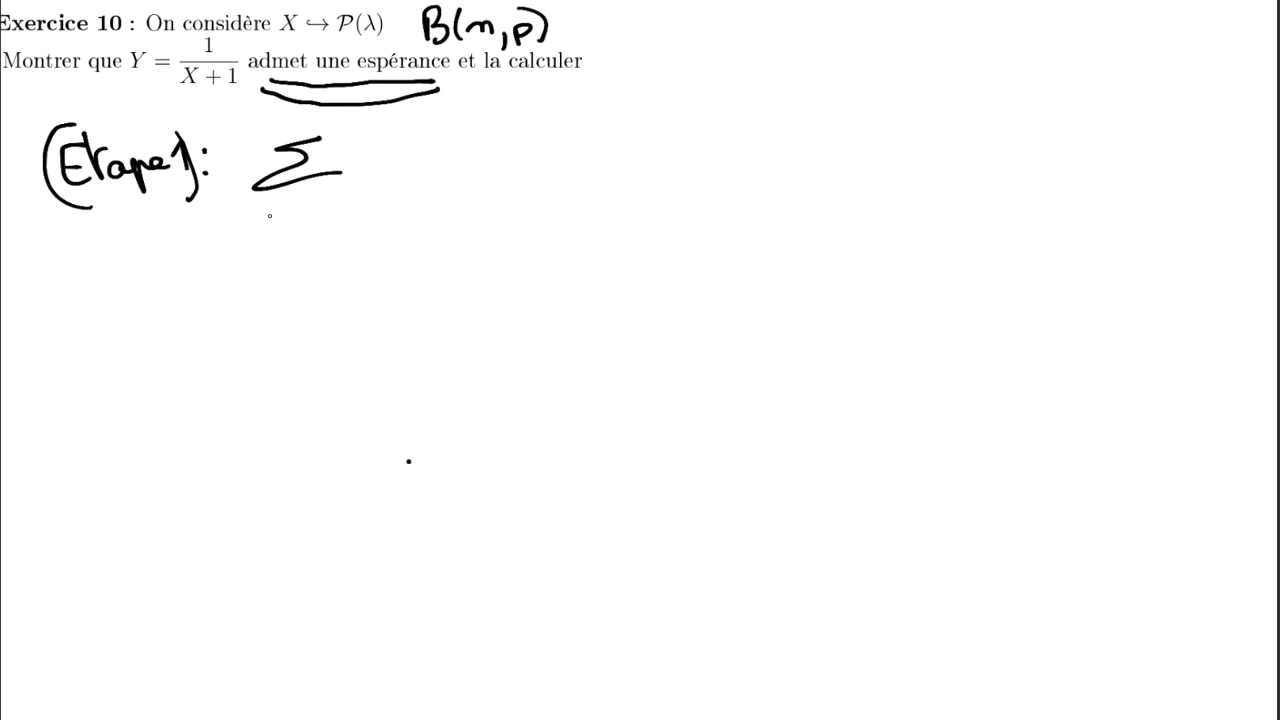 Exercice 10 : On considère X ↪ P(λ) B(n,p)
Montrer que Y = 1/(X + 1) admet une espérance et la calculer
(Etape 1): Σ